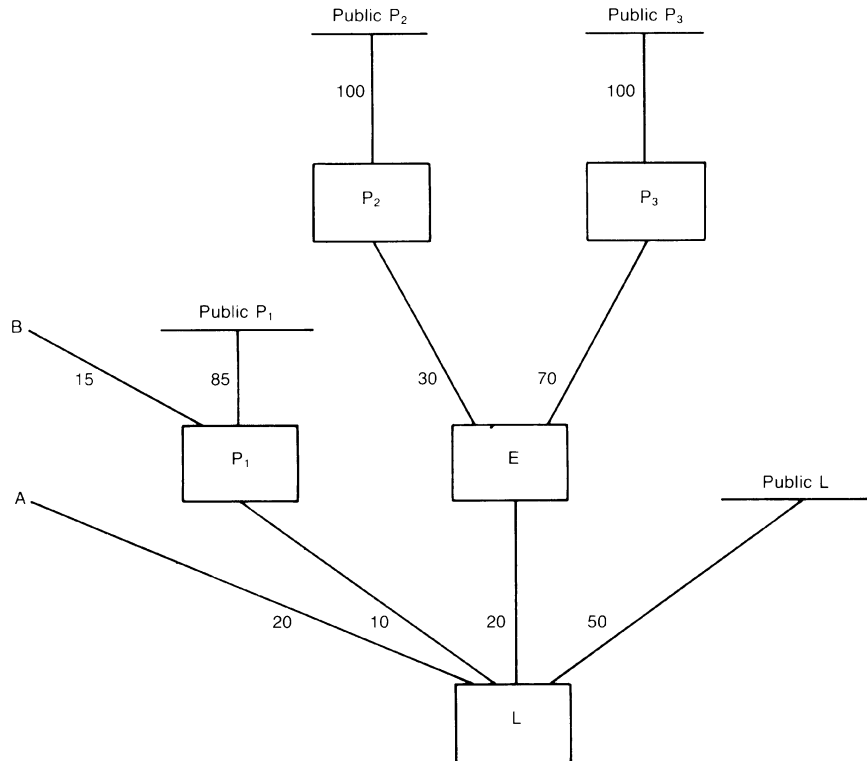 Public P₂
Public P₃
100
100
P₂
P₃
Public P₁
B
15
85
30
70
P₁
E
A
Public L
20
10
20
50
L